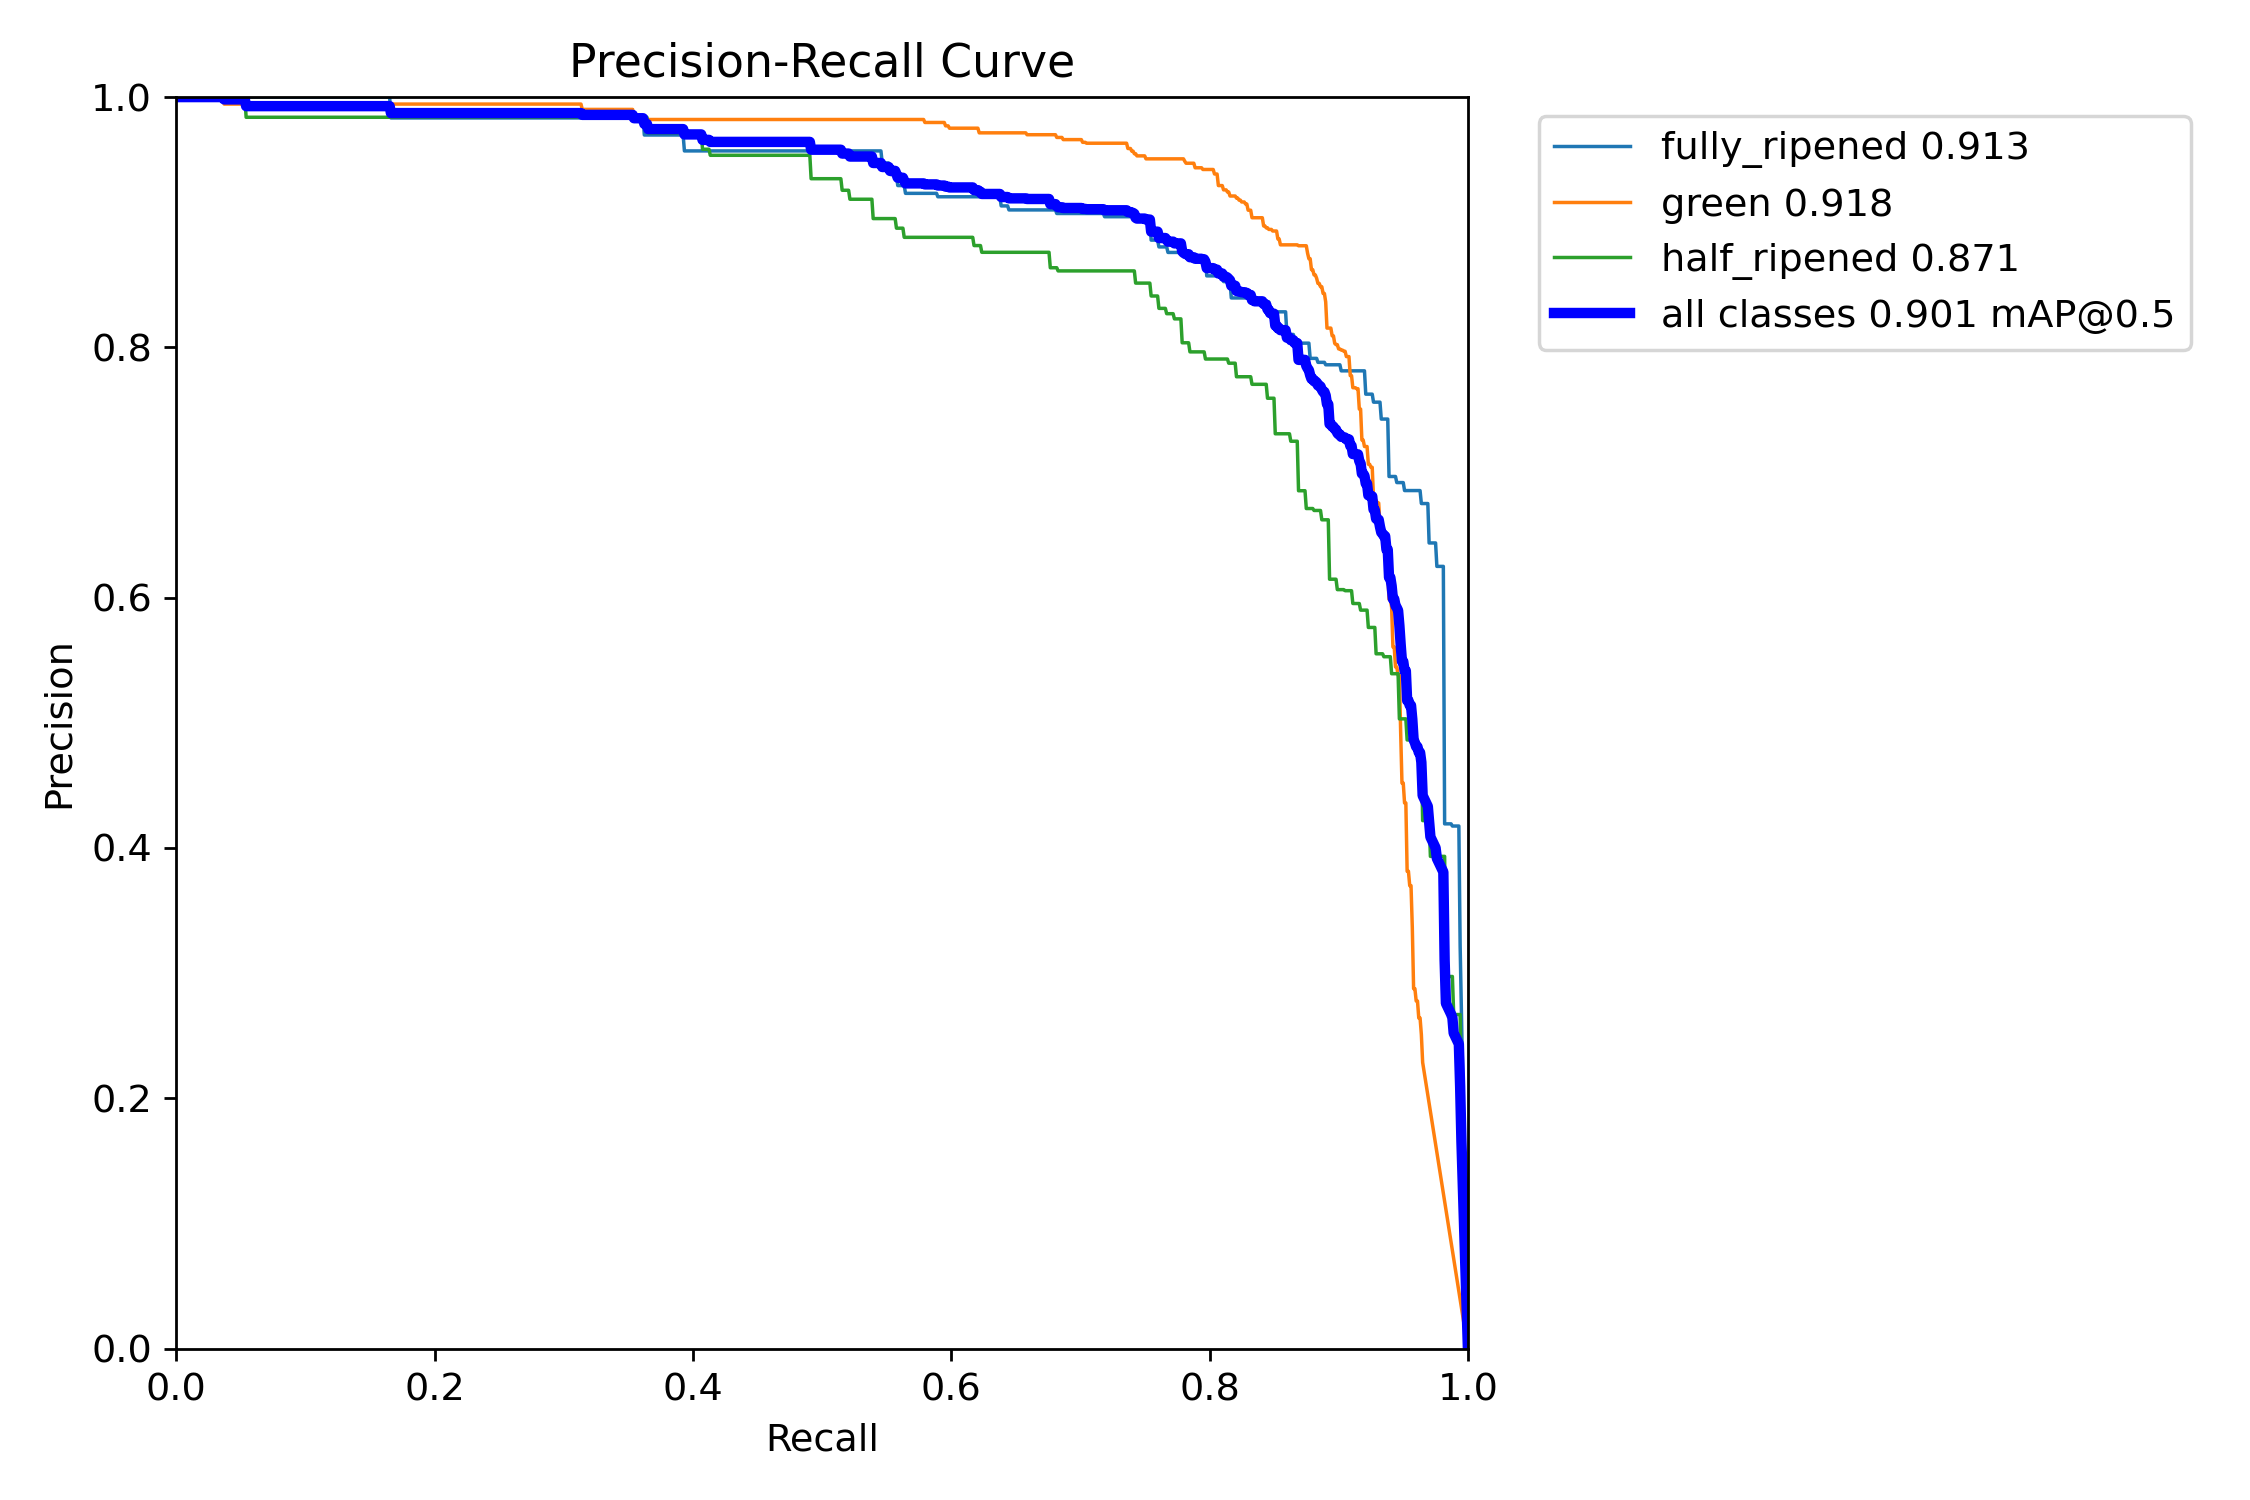 Precision-Recall Curve
1.0
0.8
0.6
0.4
0.2
0.0
Precision
0.0 0.2 0.4 0.6 0.8 1.0
Recall
fully_ripened 0.913
green 0.918
half_ripened 0.871
all classes 0.901 mAP@0.5